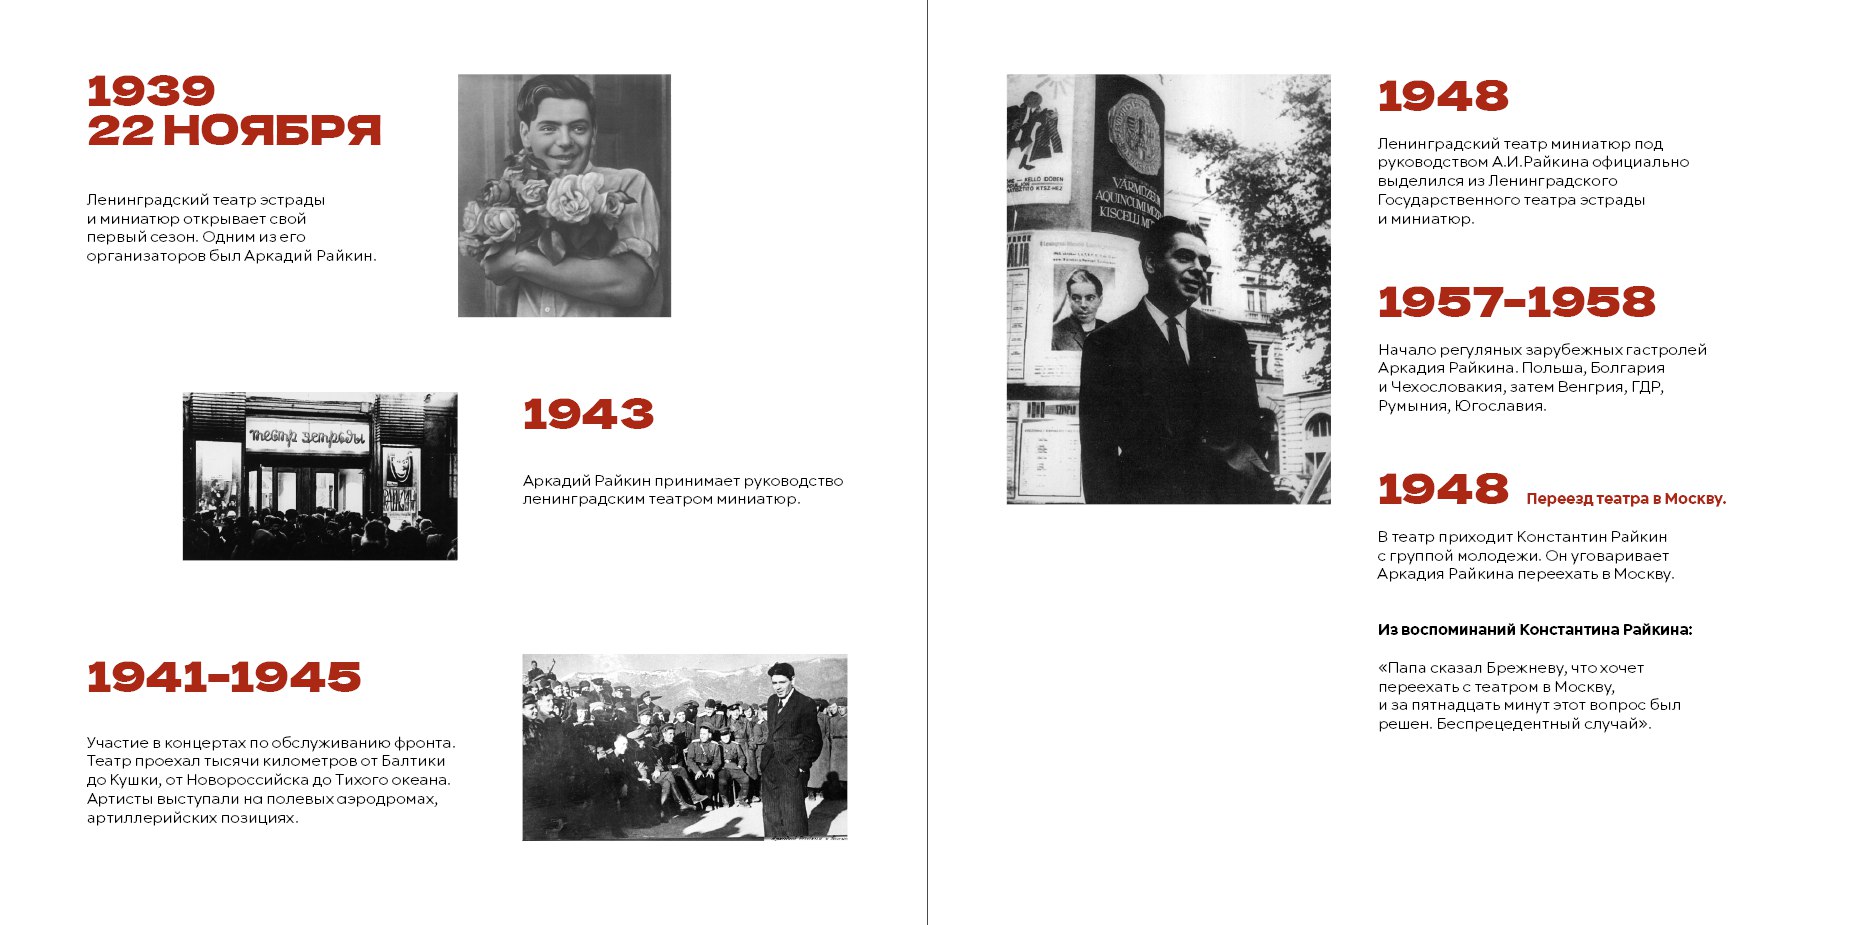 1939
22 НОЯБРЯ
Ленинградский театр эстрады
и миниатюр открывает свой
первый сезон. Одним из его
организаторов был Аркадий Райкин.
театр эстрады
1943
Аркадий Райкин принимает руководство
ленинградским театром миниатюр.
1941–1945
Участие в концертах по обслуживанию фронта.
Театр проехал тысячи километров от Балтики
до Кушки, от Новороссийска до Тихого океана.
Артисты выступали на полевых аэродромах,
артиллерийских позициях.
VÁRMÚZEUM
AQUINCUMI
KISCELLI
1948
Ленинградский театр миниатюр под
руководством А.И.Райкина официально
выделился из Ленинградского
Государственного театра эстрады
и миниатюр.
1957–1958
Начало регуляных зарубежных гастролей
Аркадия Райкина. Польша, Болгария
и Чехословакия, затем Венгрия, ГДР,
Румыния, Югославия.
1948 Переезд театра в Москву.
В театр приходит Константин Райкин
с группой молодежи. Он уговаривает
Аркадия Райкина переехать в Москву.
Из воспоминаний Константина Райкина:
«Папа сказал Брежневу, что хочет
переехать с театром в Москву,
и за пятнадцать минут этот вопрос был
решен. Беспрецедентный случай».